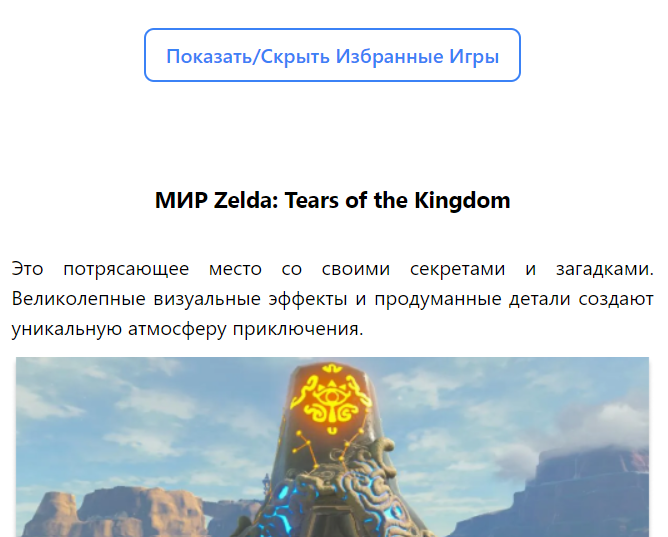 Показать/Скрыть Избранные Игры
МИР Zelda: Tears of the Kingdom
Это потрясающее место со своими секретами и загадками.
Великолепные визуальные эффекты и продуманные детали создают
уникальную атмосферу приключения.